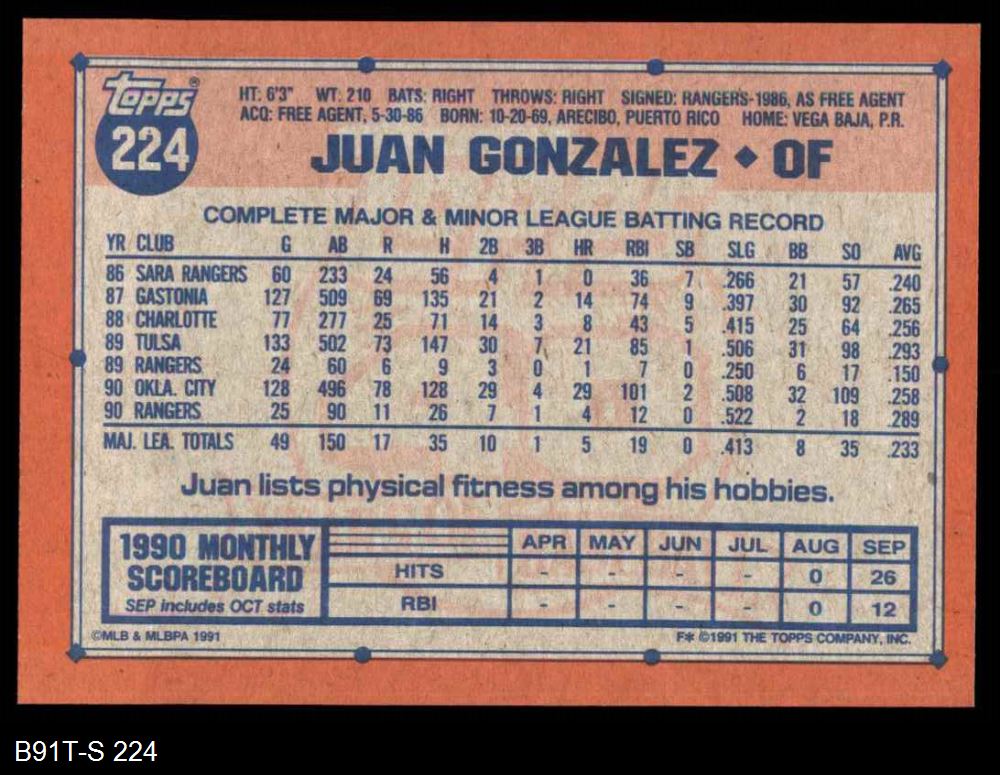 Topps®
224
HT: 6'3" WT: 210 BATS: RIGHT THROWS: RIGHT SIGNED: RANGERS-1986, AS FREE AGENT
ACQ: FREE AGENT, 5-30-86 BORN: 10-20-69, ARECIBO, PUERTO RICO HOME: VEGA BAJA, P.R.
JUAN GONZALEZ ◆ OF
COMPLETE MAJOR & MINOR LEAGUE BATTING RECORD
YR CLUB G AB R H 2B 3B HR RBI SB SLG BB SO AVG
86 SARA RANGERS 60 233 24 56 4 1 0 36 7 .266 21 57 .240
87 GASTONIA 127 509 69 135 21 2 14 74 9 .397 30 92 .265
88 CHARLOTTE 77 277 25 71 14 3 8 43 5 .415 25 64 .256
89 TULSA 133 502 73 147 30 7 21 85 1 .506 31 98 .293
89 RANGERS 24 60 6 9 3 0 1 7 0 .250 6 17 .150
90 OKLA. CITY 128 496 78 128 29 4 29 101 2 .508 32 109 .258
90 RANGERS 25 90 11 26 7 1 4 12 0 .522 2 18 .289
MAJ. LEA. TOTALS 49 150 17 35 10 1 5 19 0 .413 8 35 .233
Juan lists physical fitness among his hobbies.
1990 MONTHLY
SCOREBOARD
SEP includes OCT stats
APR MAY JUN JUL AUG SEP
HITS - - - - 0 26
RBI - - - - 0 12
©MLB & MLBPA 1991
F* ©1991 THE TOPPS COMPANY, INC.
B91T-S 224